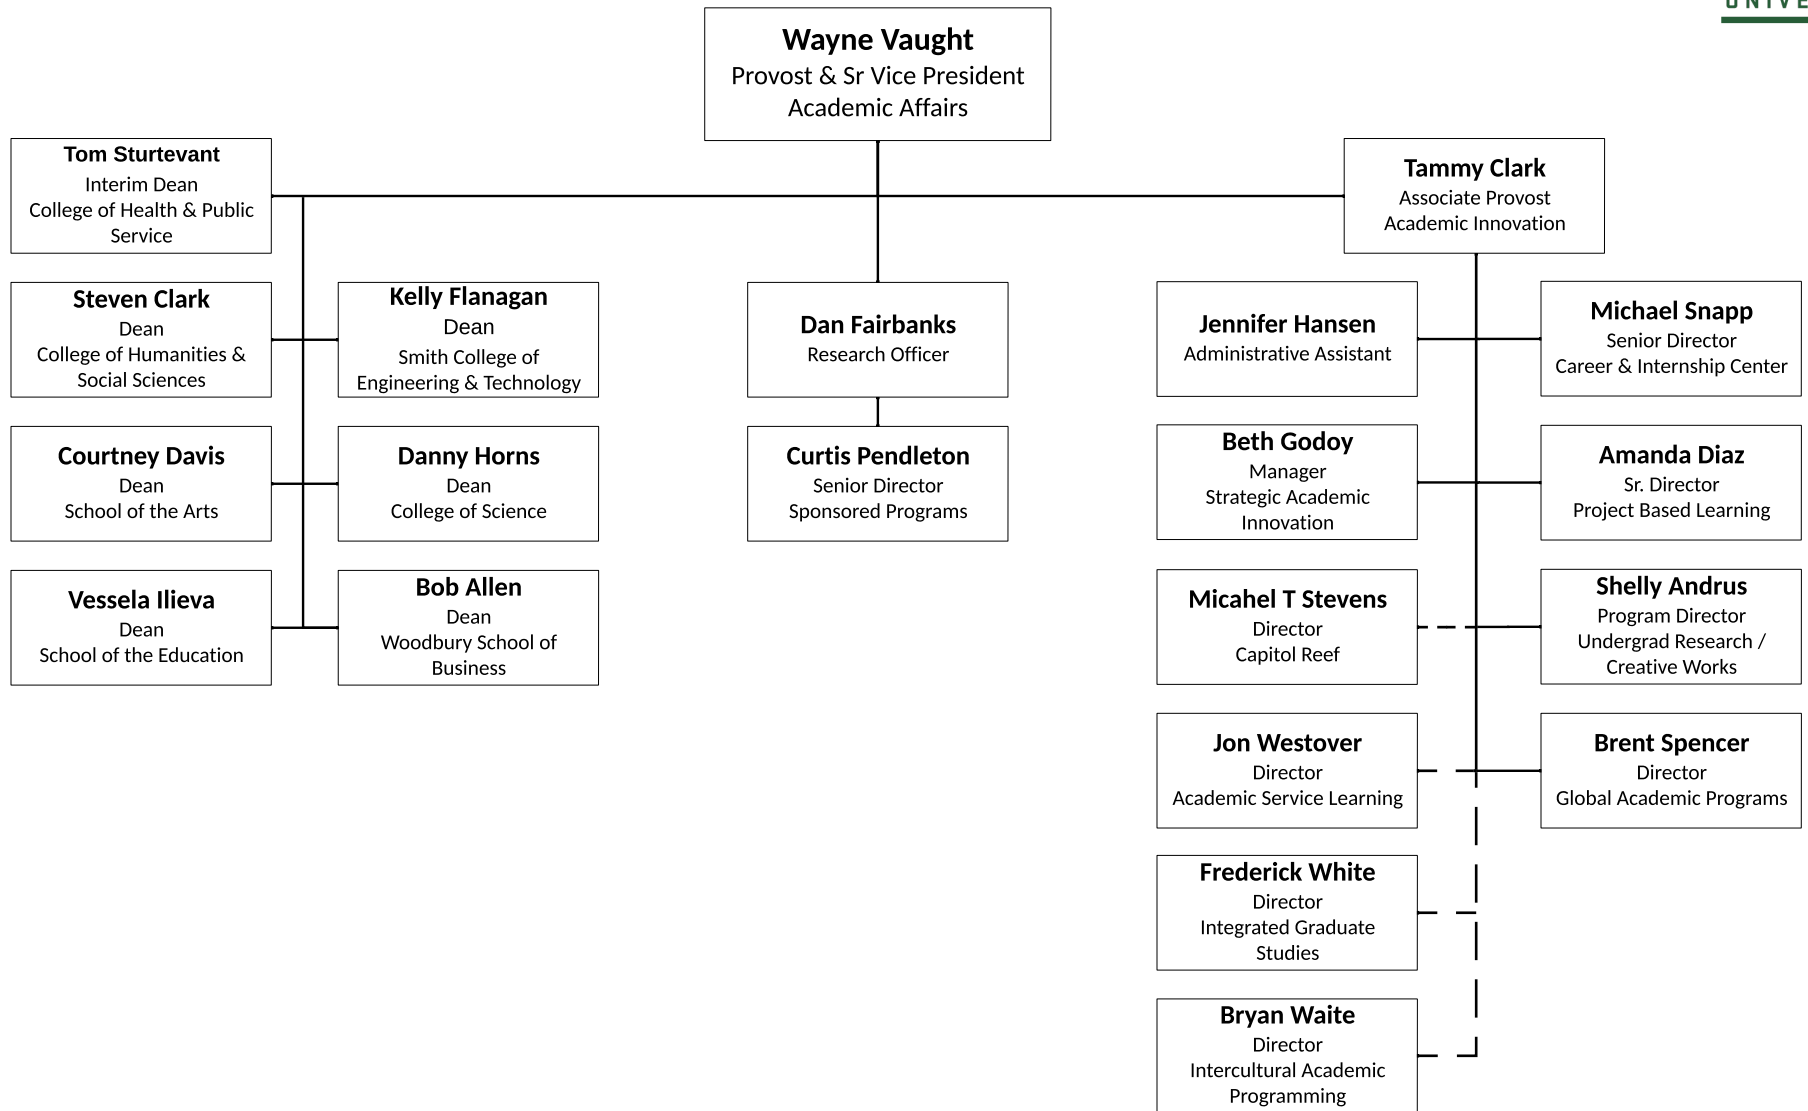 UNIVE
Wayne Vaught
Provost & Sr Vice President
Academic Affairs
Tom Sturtevant
Interim Dean
College of Health & Public
Service
Tammy Clark
Associate Provost
Academic Innovation
Steven Clark
Dean
College of Humanities &
Social Sciences
Kelly Flanagan
Dean
Smith College of
Engineering & Technology
Dan Fairbanks
Research Officer
Jennifer Hansen
Administrative Assistant
Michael Snapp
Senior Director
Career & Internship Center
Courtney Davis
Dean
School of the Arts
Danny Horns
Dean
College of Science
Curtis Pendleton
Senior Director
Sponsored Programs
Beth Godoy
Manager
Strategic Academic
Innovation
Amanda Diaz
Sr. Director
Project Based Learning
Vessela Ilieva
Dean
School of the Education
Bob Allen
Dean
Woodbury School of
Business
Micahel T Stevens
Director
Capitol Reef
Shelly Andrus
Program Director
Undergrad Research /
Creative Works
Jon Westover
Director
Academic Service Learning
Brent Spencer
Director
Global Academic Programs
Frederick White
Director
Integrated Graduate
Studies
Bryan Waite
Director
Intercultural Academic
Programming